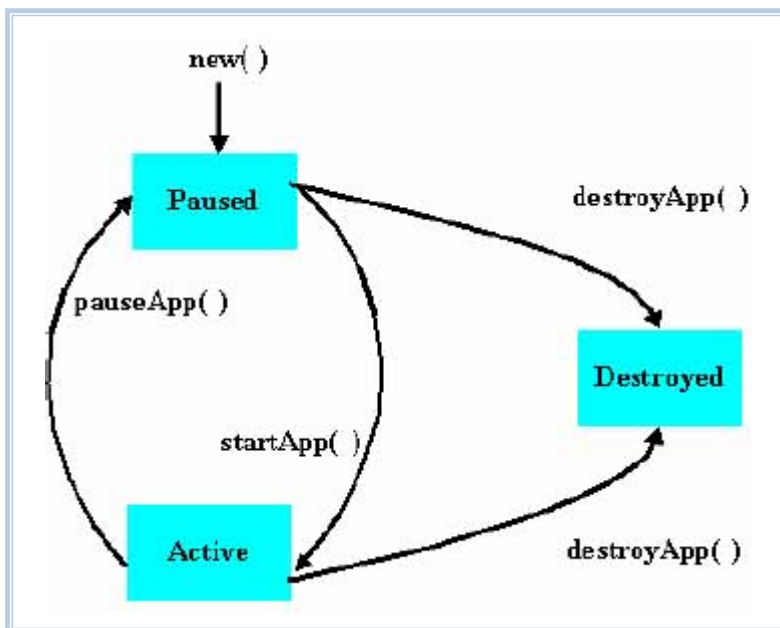 new( )
Paused
destroyApp( )
pauseApp( )
Destroyed
startApp( )
Active
destroyApp( )